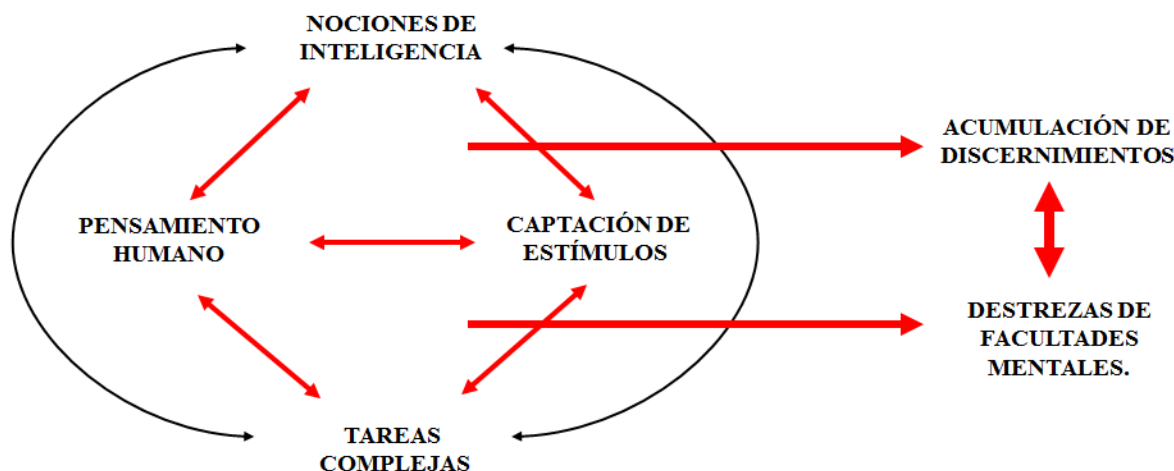 NOCIONES DE
INTELIGENCIA
ACUMULACIÓN DE
DISCERNIMIENTOS
PENSAMIENTO
HUMANO
CAPTACIÓN DE
ESTÍMULOS
DESTREZAS DE
FACULTADES
MENTALES.
TAREAS
COMPLEJAS